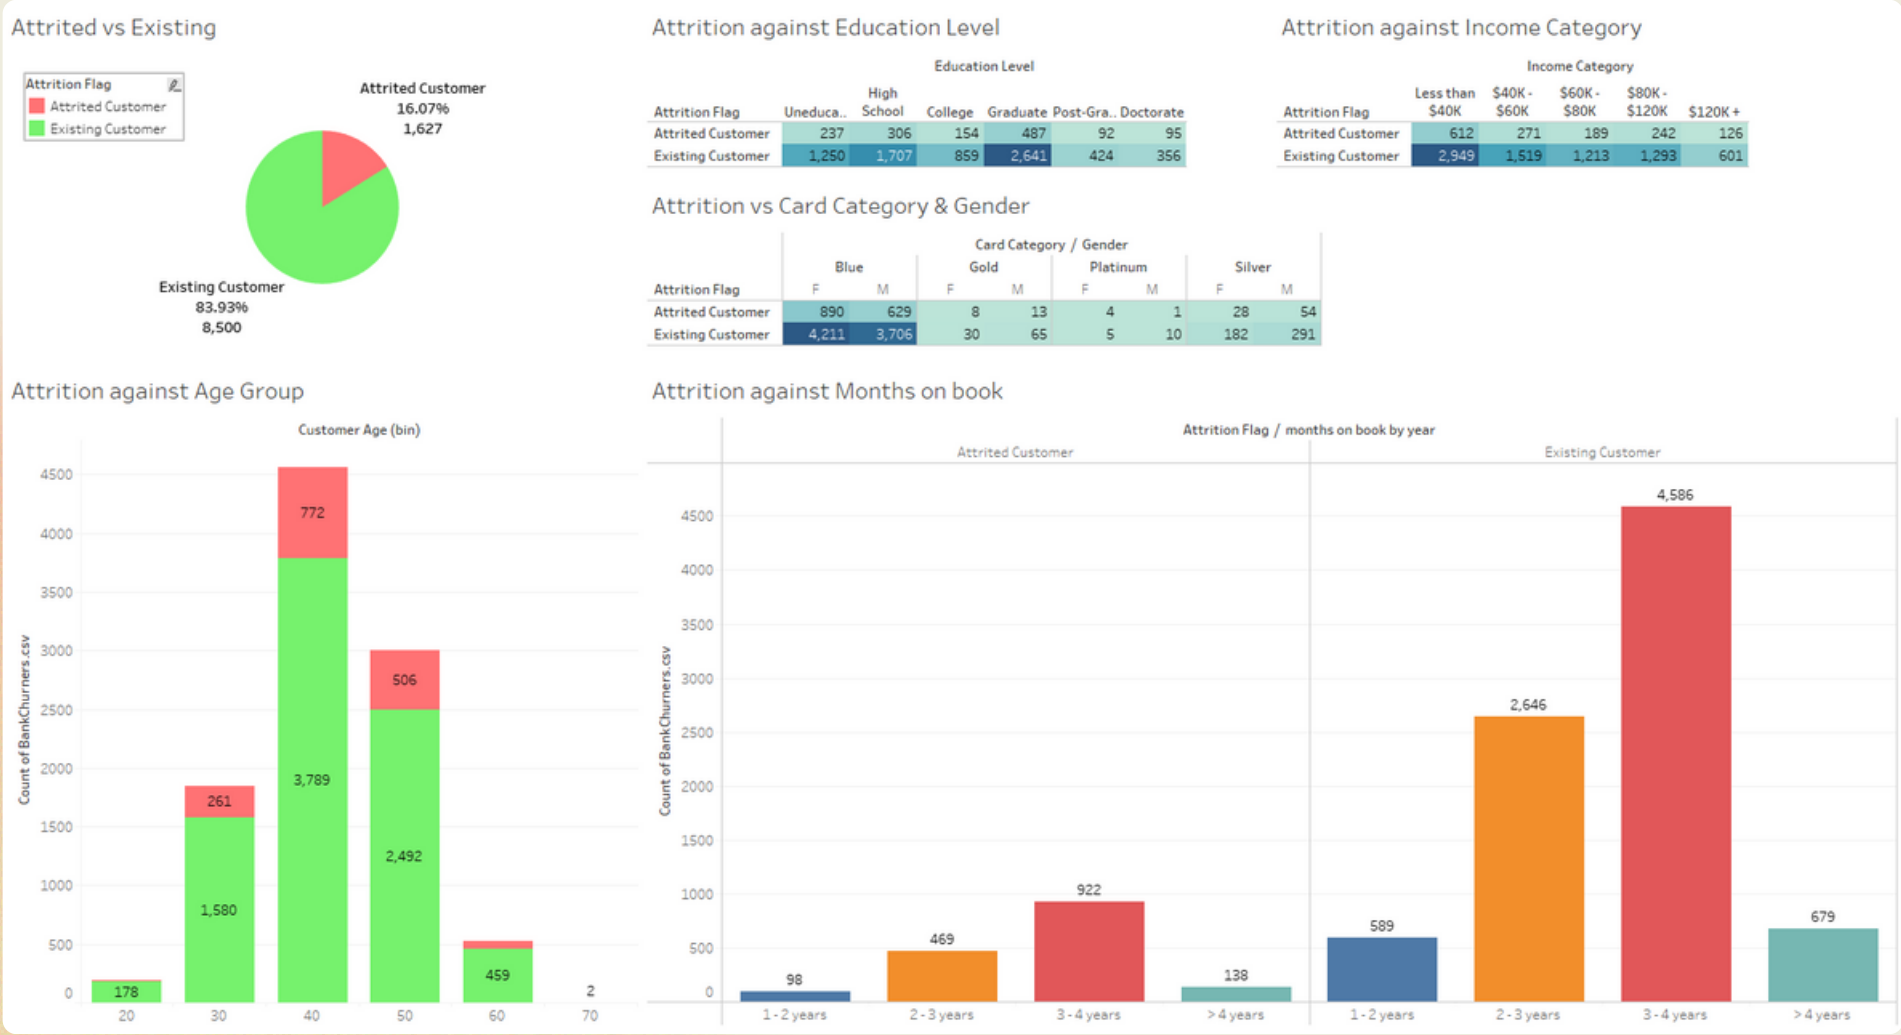 Attrited vs Existing
Attrition Flag
Attrited Customer
Existing Customer
Attrited Customer
16.07%
1,627
Existing Customer
83.93%
8,500
Attrition against Education Level
Education Level
Attrition Flag Uneduca.. High School College Graduate Post-Gra.. Doctorate
Attrited Customer 237 306 154 487 92 95
Existing Customer 1,250 1,707 859 2,641 424 356
Attrition against Income Category
Income Category
Attrition Flag Less than $40K $40K - $60K $60K - $80K $80K - $120K $120K +
Attrited Customer 612 271 189 242 126
Existing Customer 2,949 1,519 1,213 1,293 601
Attrition vs Card Category & Gender
Card Category / Gender
Blue Gold Platinum Silver
Attrition Flag F M F M F M F M
Attrited Customer 890 629 8 13 4 1 28 54
Existing Customer 4,211 3,706 30 65 5 10 182 291
Attrition against Age Group
Customer Age (bin)
Count of BankChurners.csv
4500
4000
3500
3000
2500
2000
1500
1000
500
0
178
261
1,580
772
3,789
506
2,492
459
2
20 30 40 50 60 70
Attrition against Months on book
Attrition Flag / months on book by year
Attrited Customer Existing Customer
Count of BankChurners.csv
4500
4000
3500
3000
2500
2000
1500
1000
500
0
98
469
922
138
589
2,646
4,586
679
1 - 2 years 2 - 3 years 3 - 4 years > 4 years 1 - 2 years 2 - 3 years 3 - 4 years > 4 years